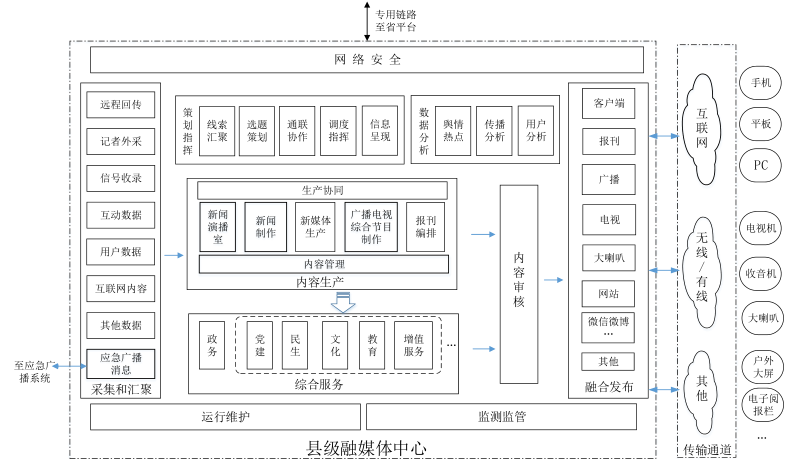 专用链路
至省平台
网 络 安 全
远程回传
记者外采
信号收录
互动数据
用户数据
互联网内容
其他数据
应急广播
消息
采集和汇聚
至应急广
播系统
策划指挥
线索
汇聚
选题
策划
通联
协作
调度
指挥
信息
呈现
数据分析
舆情
热点
传播
分析
用户
分析
生产协同
新闻
演播
室
新闻
制作
新媒体
生产
广播电视
综合节目
制作
报刊
编排
内容管理
内容生产
政务
党建
民生
文化
教育
增值
服务
...
综合服务
内容审核
客户端
报刊
广播
电视
大喇叭
网站
微信微博
...
其他
融合发布
运行维护
监测监管
县级融媒体中心
互联网
无线/有线
其他
传输通道
手机
平板
PC
电视机
收音机
大喇叭
户外
大屏
电子阅
报栏
...